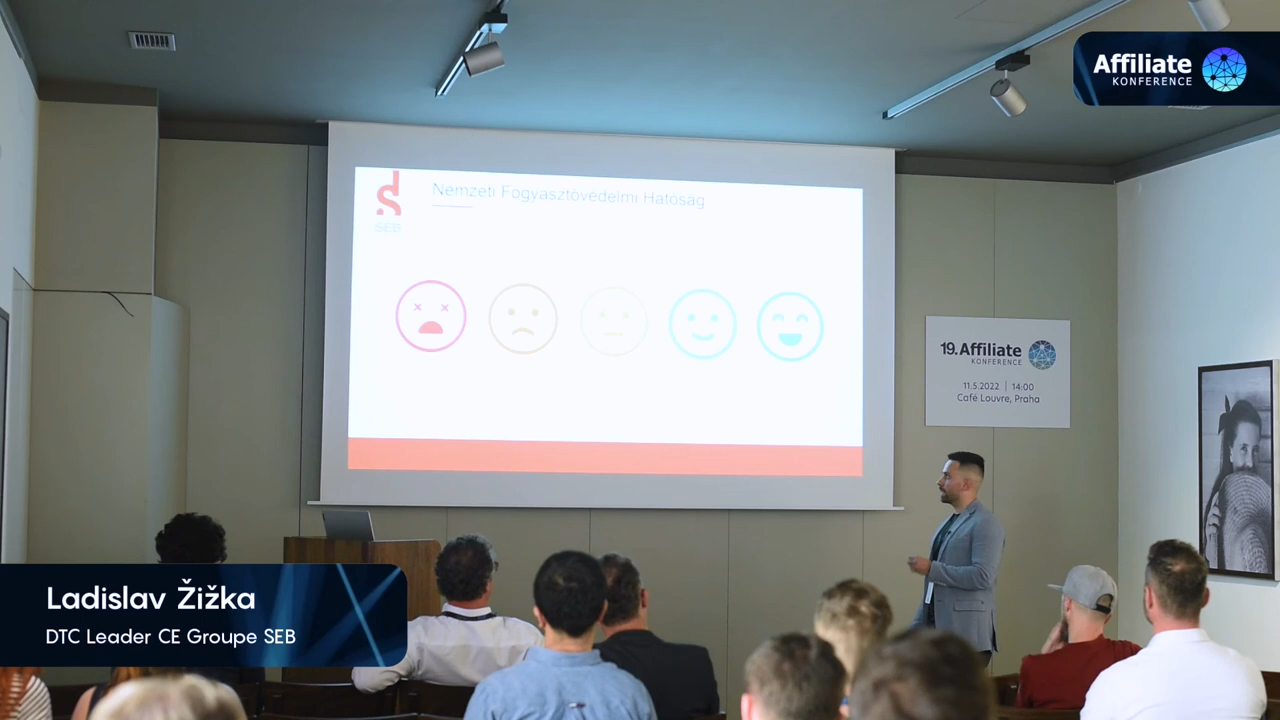 Affiliate
KONFERENCE
Nemzeti Fogyasztóvédelmi Hatóság
SEB
19. Affiliate
KONFERENCE
11.5.2022 | 14:00
Café Louvre, Praha
Ladislav Žižka
DTC Leader CE Groupe SEB